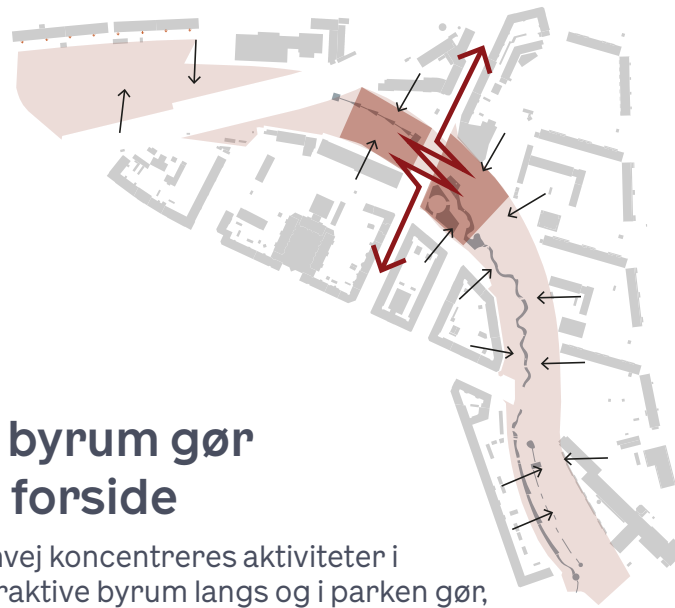 byrum gør
forside
vej koncentreres aktiviteter i
raktive byrum langs og i parken gør,